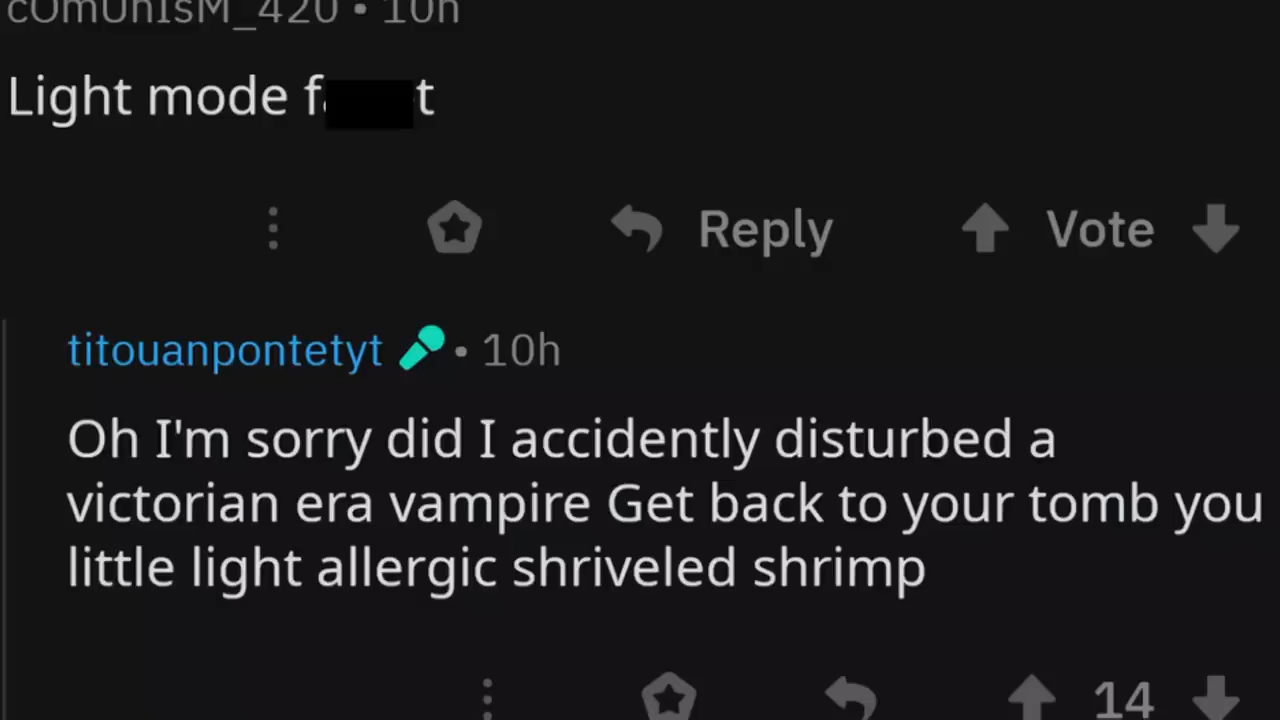 cOmUnIsM_420 • 10h
Light mode f t
Reply
Vote
titouanpontetyt • 10h
Oh I'm sorry did I accidently disturbed a
victorian era vampire Get back to your tomb you
little light allergic shriveled shrimp
14